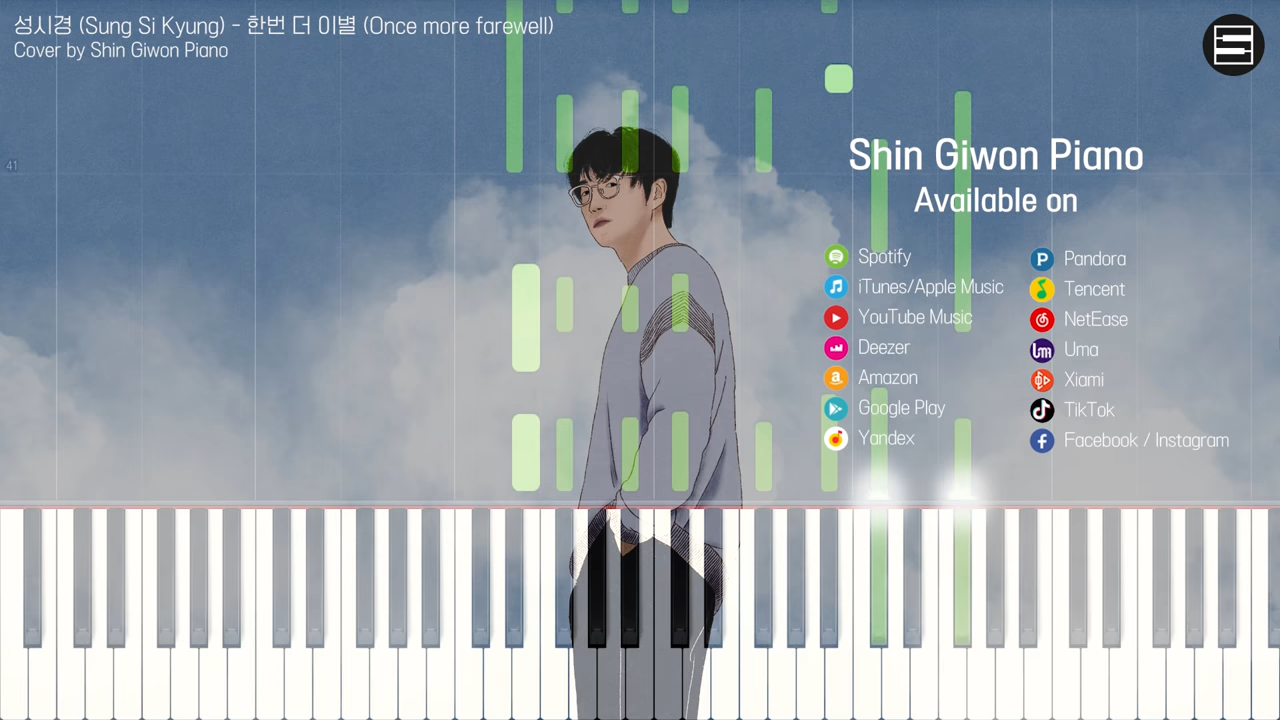 성시경 (Sung Si Kyung) - 한번 더 이별 (Once more farewell)
Cover by Shin Giwon Piano
41
Shin Giwon Piano
Available on
Spotify
iTunes/Apple Music
YouTube Music
Deezer
Amazon
Google Play
Yandex
Pandora
Tencent
NetEase
Uma
Xiami
TikTok
Facebook / Instagram